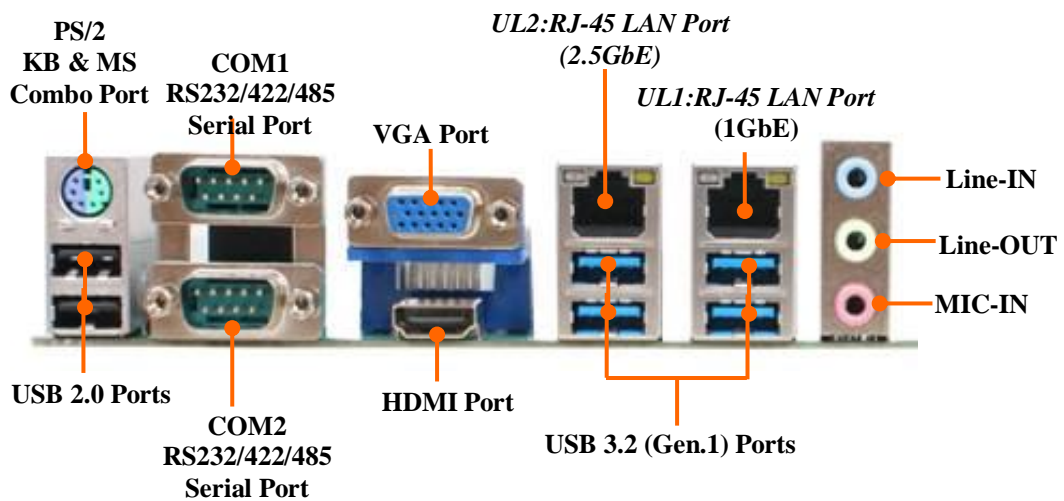 PS/2
KB & MS
Combo Port
COM1
RS232/422/485
Serial Port
VGA Port
UL2:RJ-45 LAN Port
(2.5GbE)
UL1:RJ-45 LAN Port
(1GbE)
Line-IN
Line-OUT
MIC-IN
USB 2.0 Ports
COM2
RS232/422/485
Serial Port
HDMI Port
USB 3.2 (Gen.1) Ports